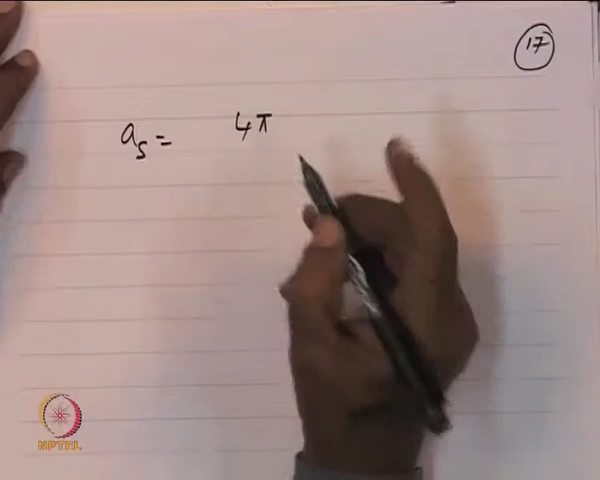 17
a_s = 4π
NPTEL